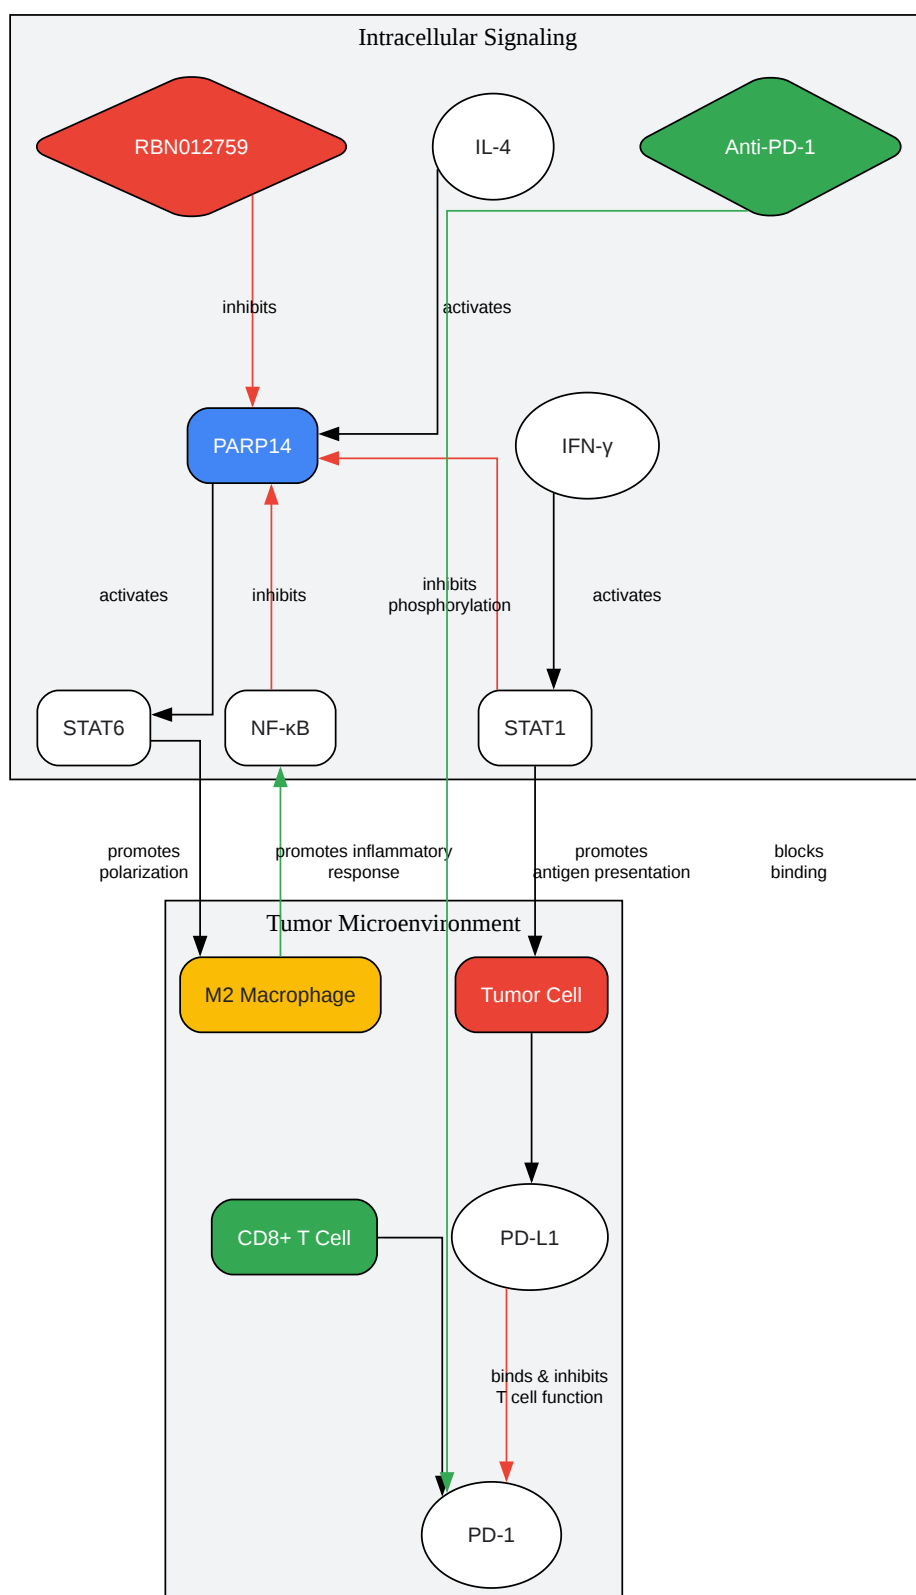 Intracellular Signaling
RBN012759
IL-4
Anti-PD-1
inhibits
activates
PARP14
IFN-γ
activates
inhibits
inhibits
phosphorylation
activates
STAT6
NF-κB
STAT1
promotes
polarization
promotes inflammatory
response
promotes
antigen presentation
blocks
binding
Tumor Microenvironment
M2 Macrophage
Tumor Cell
CD8+ T Cell
PD-L1
binds & inhibits
T cell function
PD-1